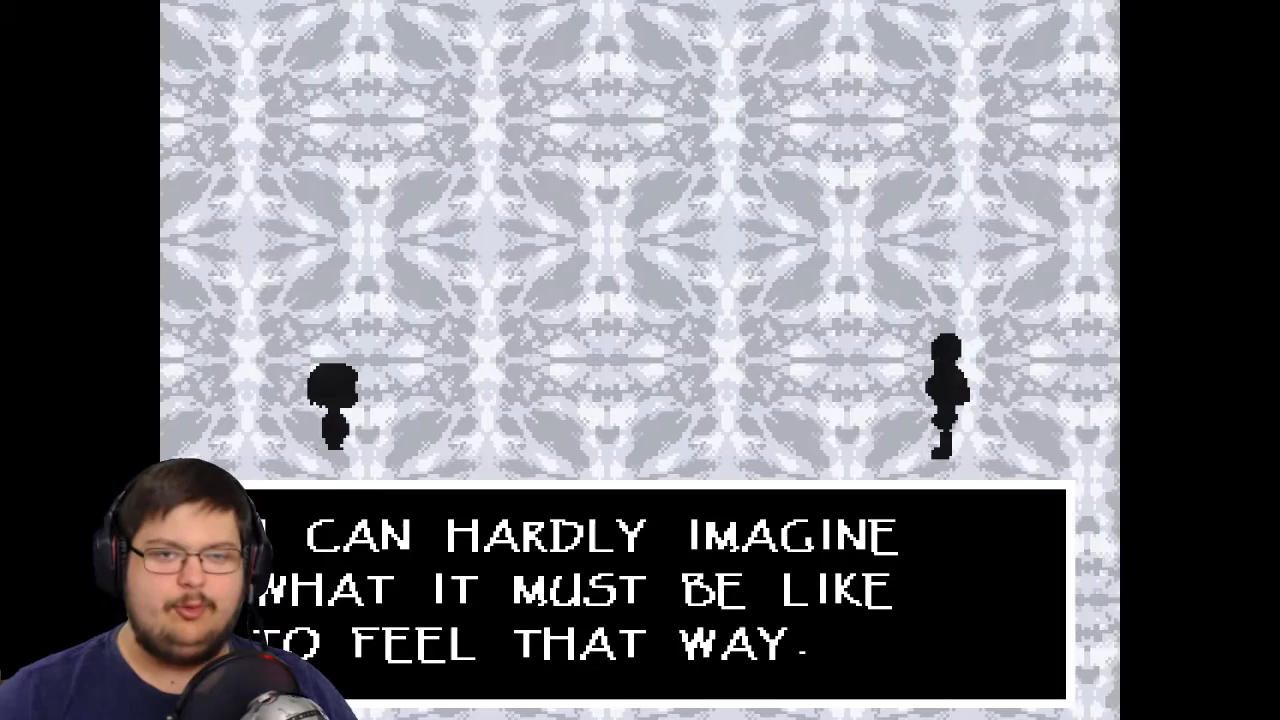 I CAN HARDLY IMAGINE
WHAT IT MUST BE LIKE
TO FEEL THAT WAY.